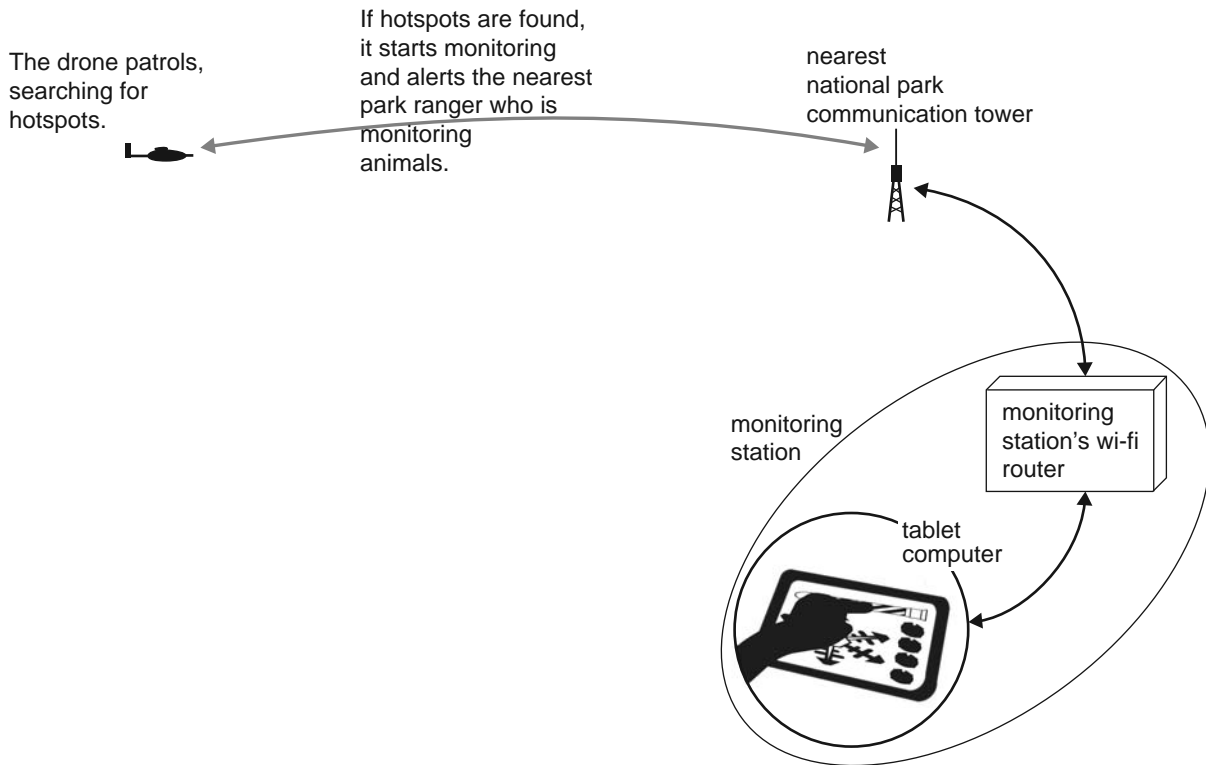 The drone patrols,
searching for
hotspots.
If hotspots are found,
it starts monitoring
and alerts the nearest
park ranger who is
monitoring
animals.
nearest
national park
communication tower
monitoring
station's wi-fi
router
monitoring
station
tablet
computer